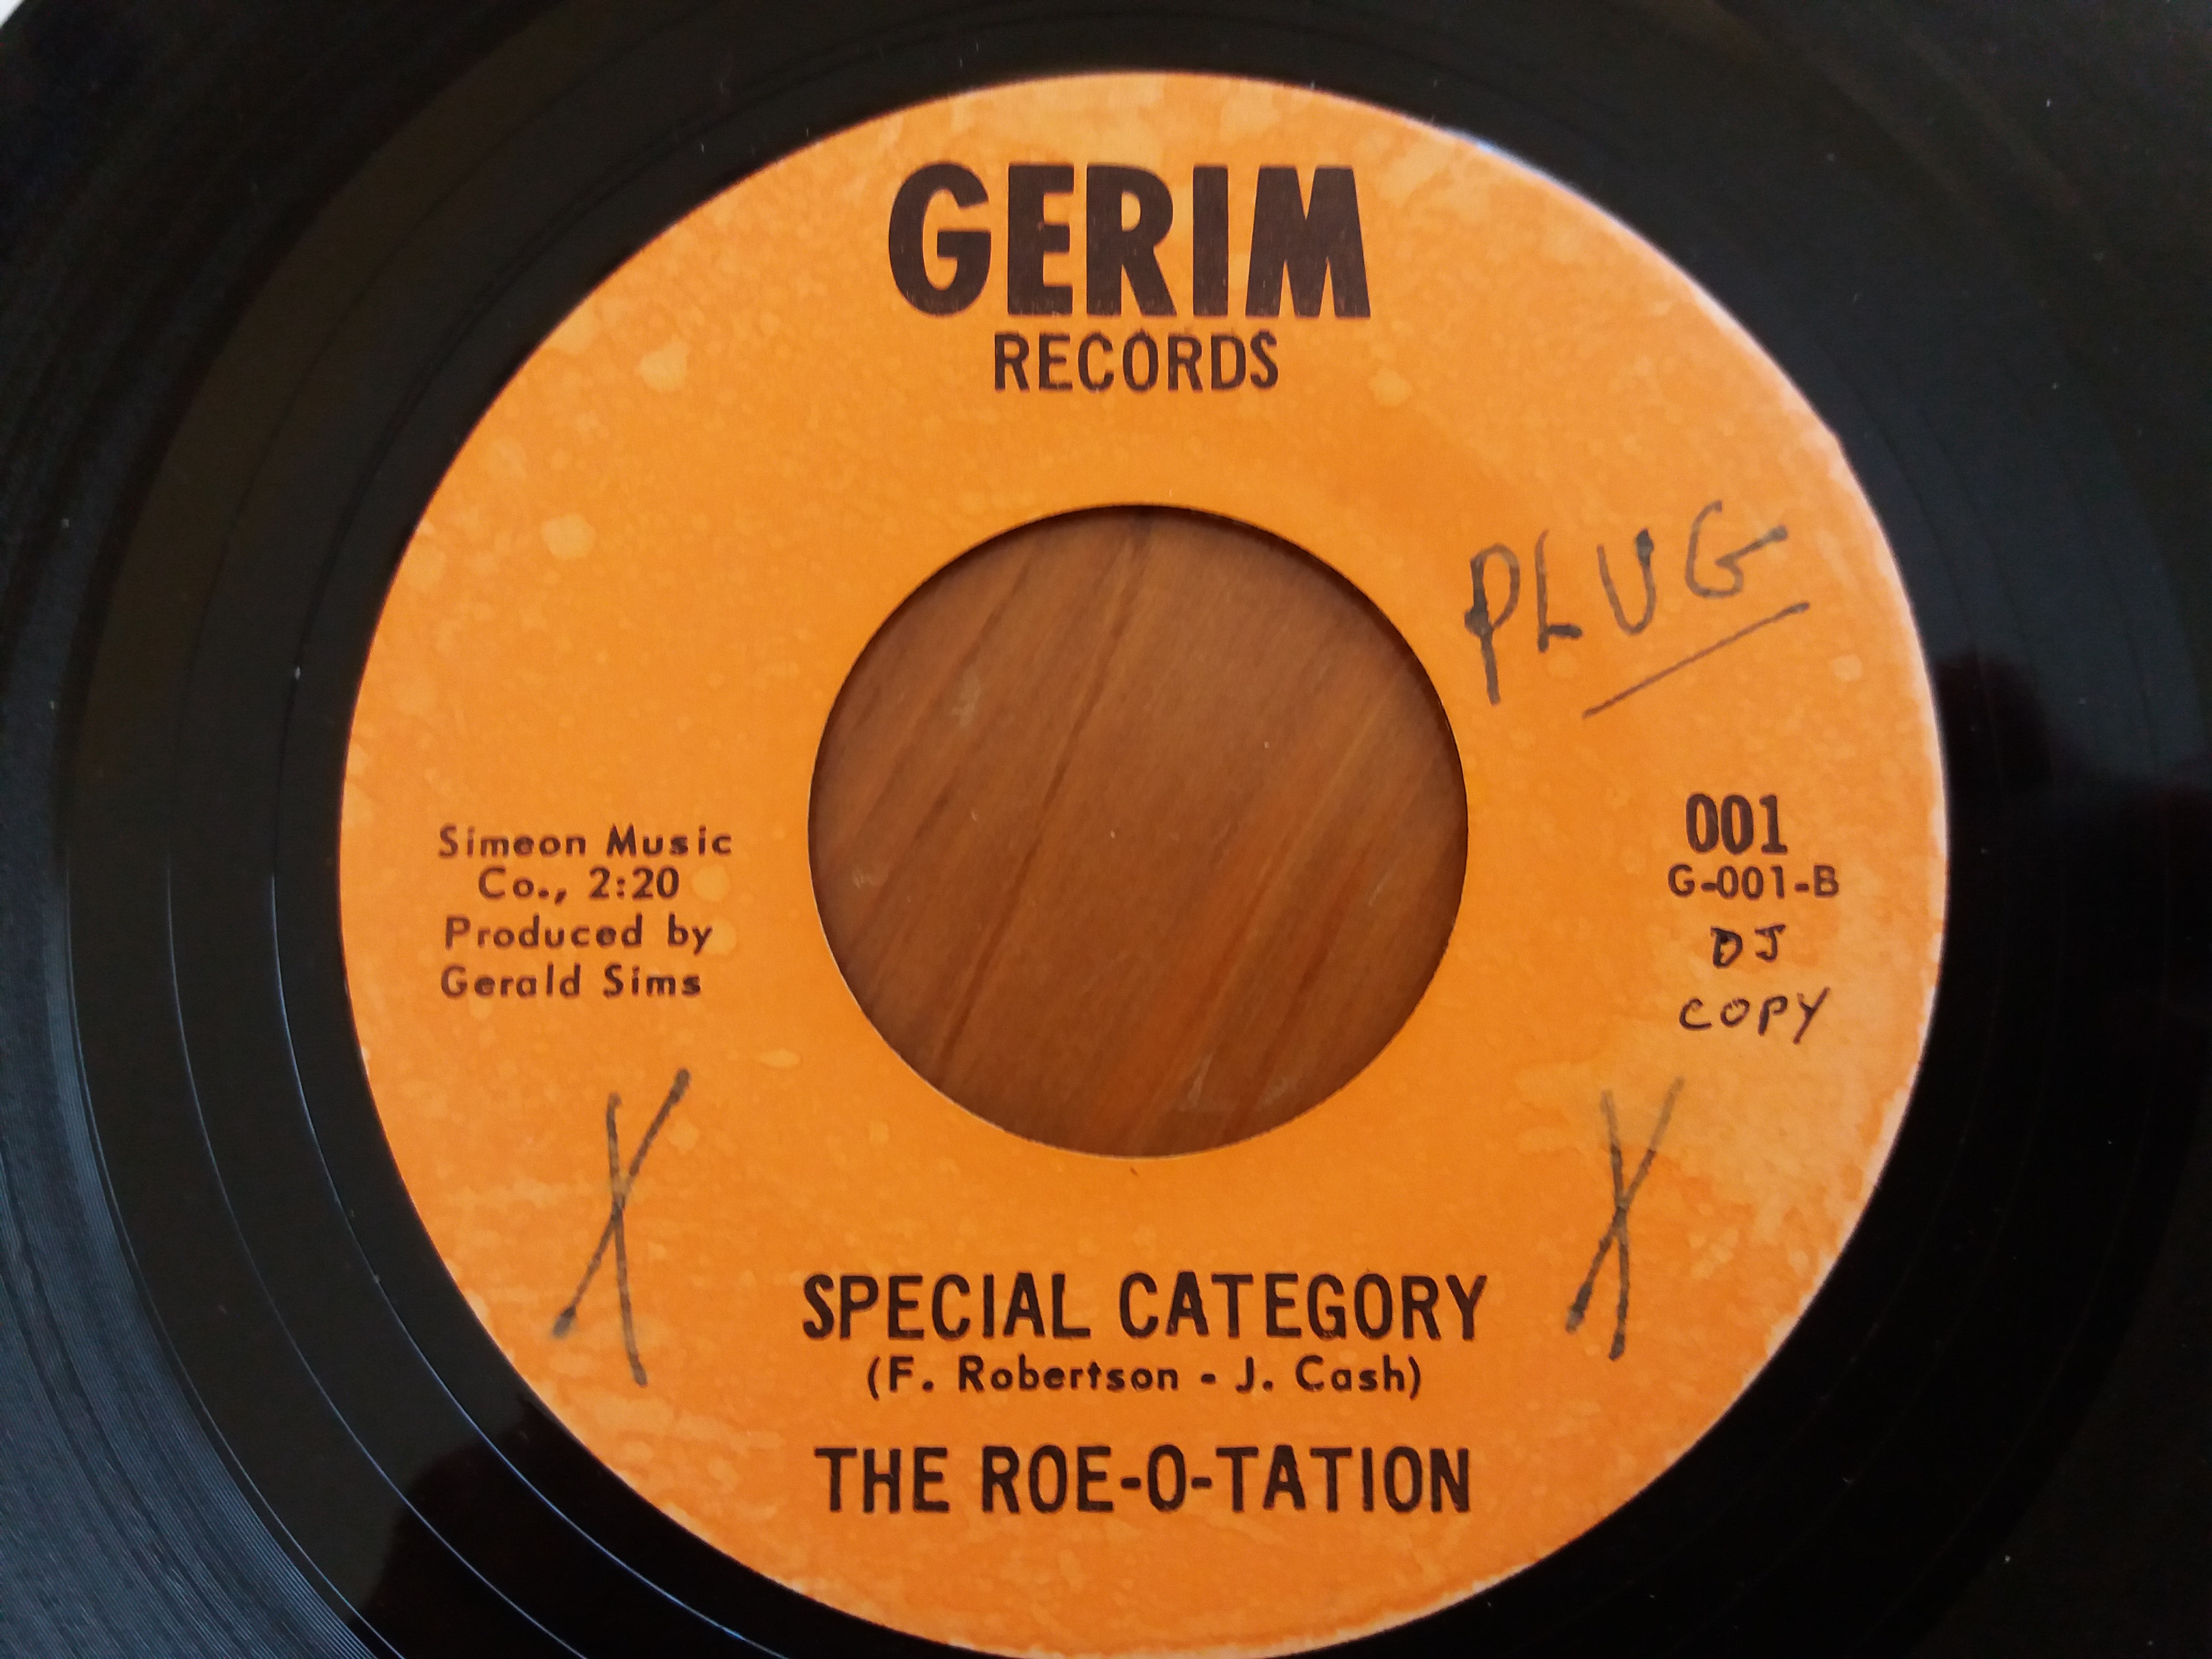 GERIM
RECORDS
PLUG
Simeon Music
Co., 2:20
Produced by
Gerald Sims
001
G-001-B
DJ
COPY
X
X
SPECIAL CATEGORY
(F. Robertson - J. Cash)
THE ROE-O-TATION